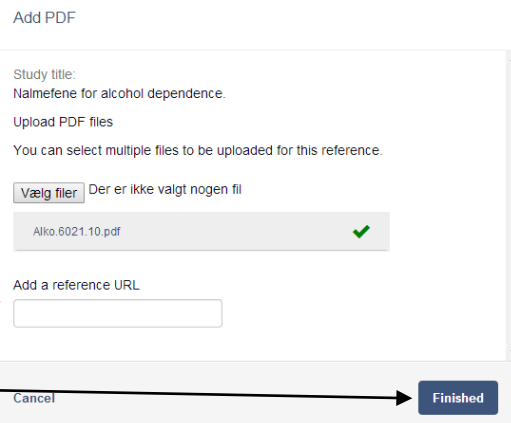 Add PDF
Study title:
Nalmefene for alcohol dependence.
Upload PDF files
You can select multiple files to be uploaded for this reference.
Vælg filer Der er ikke valgt nogen fil
Alko.6021.10.pdf
Add a reference URL
Cancel Finished